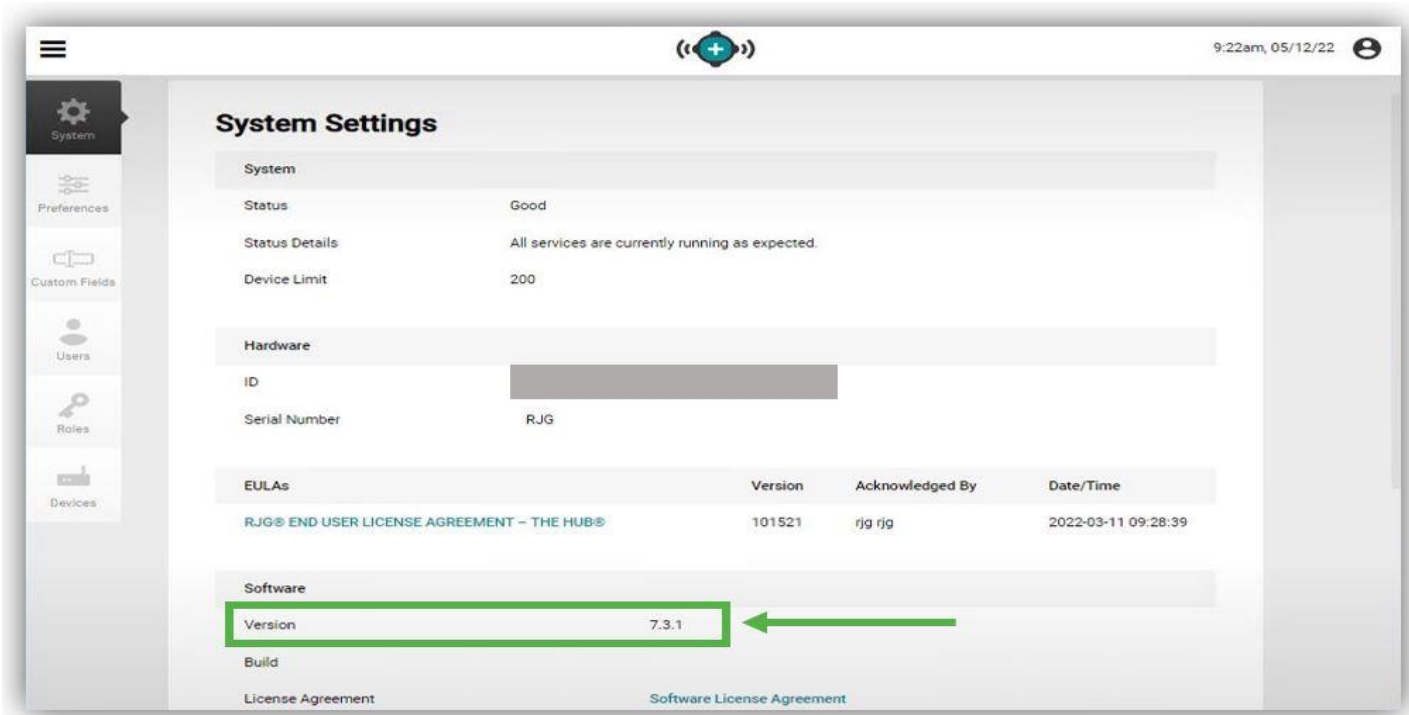 9:22am, 05/12/22
System
Preferences
Custom Fields
Users
Roles
Devices
System Settings
System
Status Good
Status Details All services are currently running as expected.
Device Limit 200
Hardware
ID
Serial Number RJG
EULAs Version Acknowledged By Date/Time
RJG® END USER LICENSE AGREEMENT – THE HUB® 101521 rjg rjg 2022-03-11 09:28:39
Software
Version 7.3.1
Build
License Agreement Software License Agreement